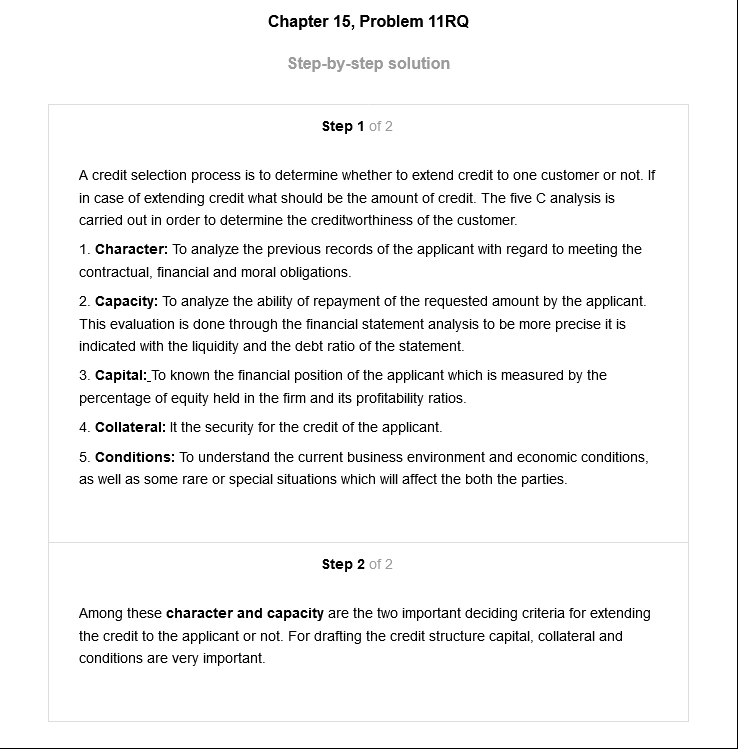 Chapter 15, Problem 11RQ
Step-by-step solution
Step 1 of 2
A credit selection process is to determine whether to extend credit to one customer or not. If
in case of extending credit what should be the amount of credit. The five C analysis is
carried out in order to determine the creditworthiness of the customer.
1. Character: To analyze the previous records of the applicant with regard to meeting the
contractual, financial and moral obligations.
2. Capacity: To analyze the ability of repayment of the requested amount by the applicant.
This evaluation is done through the financial statement analysis to be more precise it is
indicated with the liquidity and the debt ratio of the statement.
3. Capital: To known the financial position of the applicant which is measured by the
percentage of equity held in the firm and its profitability ratios.
4. Collateral: It the security for the credit of the applicant.
5. Conditions: To understand the current business environment and economic conditions,
as well as some rare or special situations which will affect the both the parties.
Step 2 of 2
Among these character and capacity are the two important deciding criteria for extending
the credit to the applicant or not. For drafting the credit structure capital, collateral and
conditions are very important.